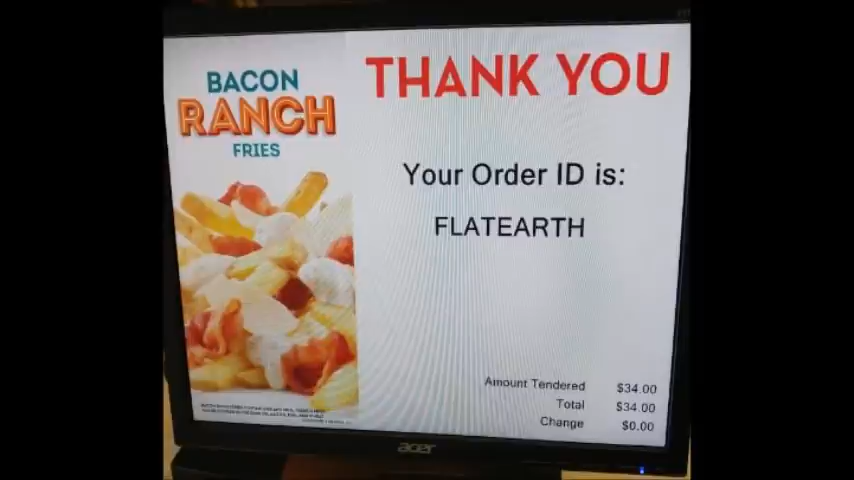 BACON
RANCH
FRIES
THANK YOU
Your Order ID is:
FLATEARTH
Amount Tendered $34.00
Total $34.00
Change $0.00
acer